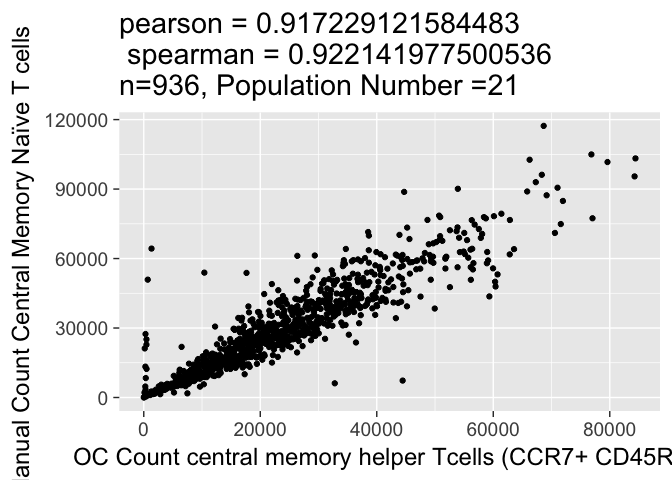 pearson = 0.917229121584483
spearman = 0.922141977500536
n=936, Population Number =21
anual Count Central Memory Naïve T cells
120000
90000
60000
30000
0
0 20000 40000 60000 80000
OC Count central memory helper Tcells (CCR7+ CD45R